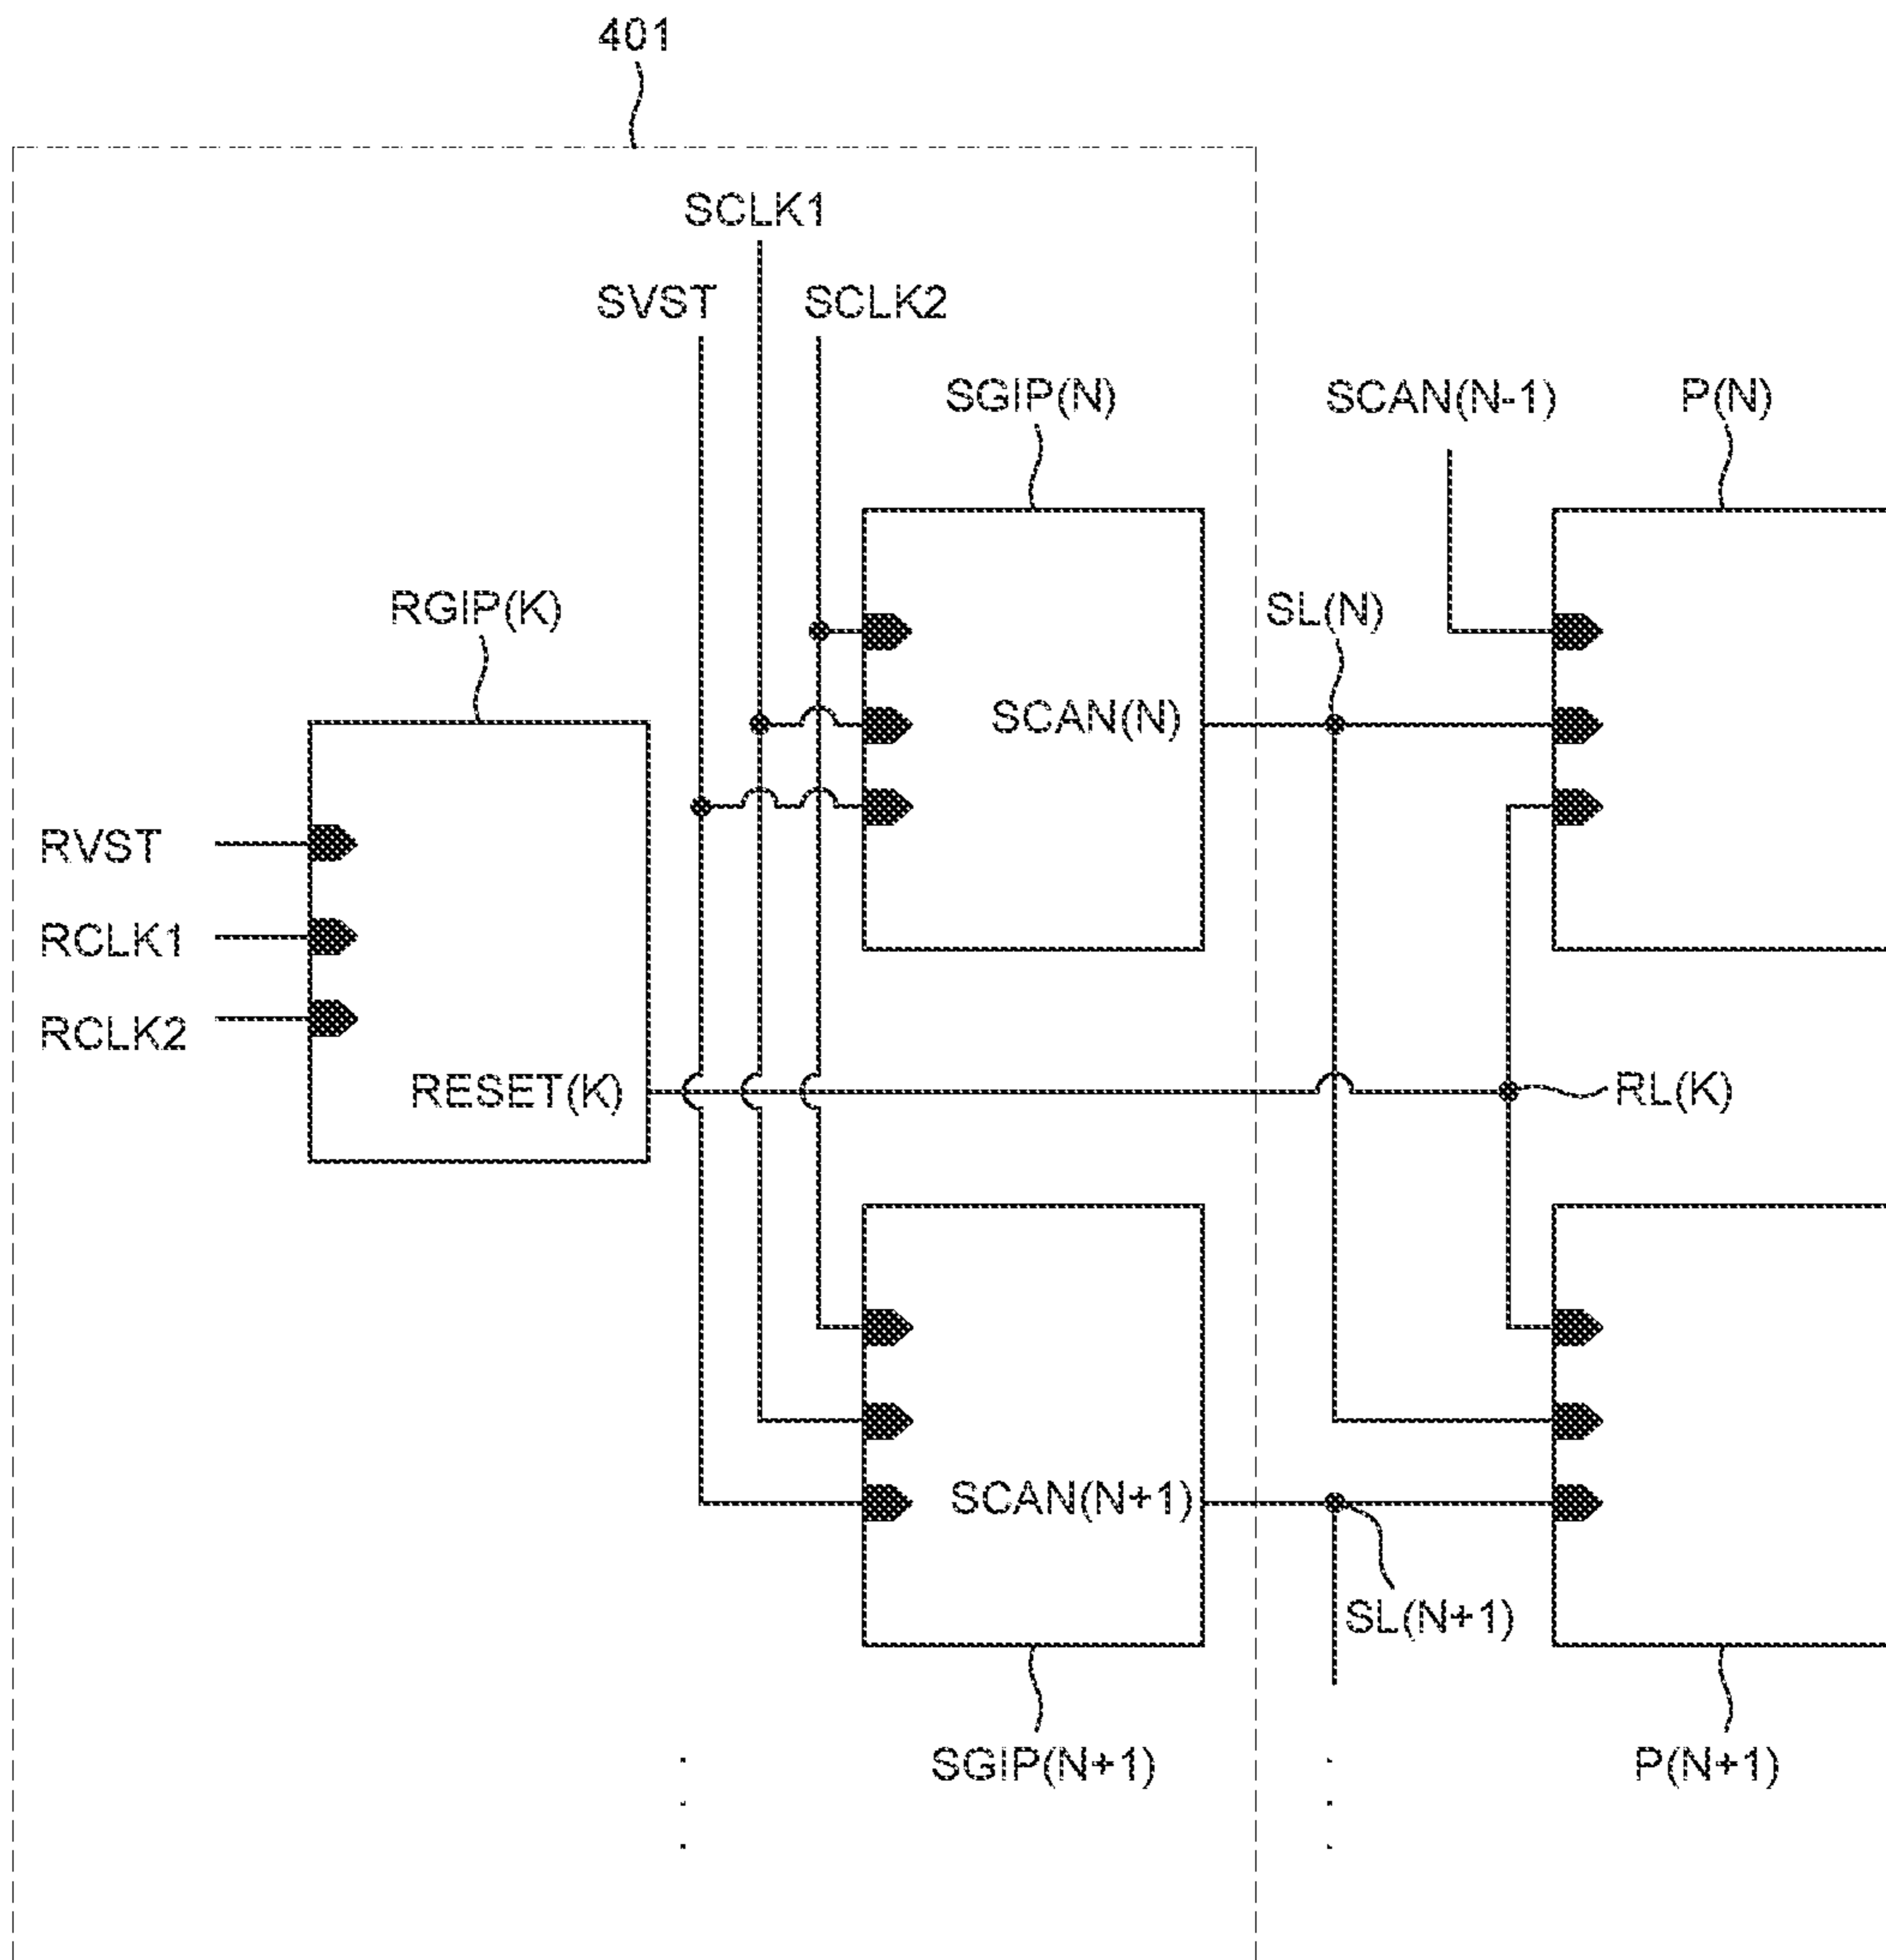 401
SCLK1
SVST
SCLK2
SGIP(N)
SCAN(N-1)
P(N)
RGIP(K)
SL(N)
SCAN(N)
RVST
RCLK1
RCLK2
RESET(K)
RL(K)
SCAN(N+1)
SL(N+1)
SGIP(N+1)
P(N+1)